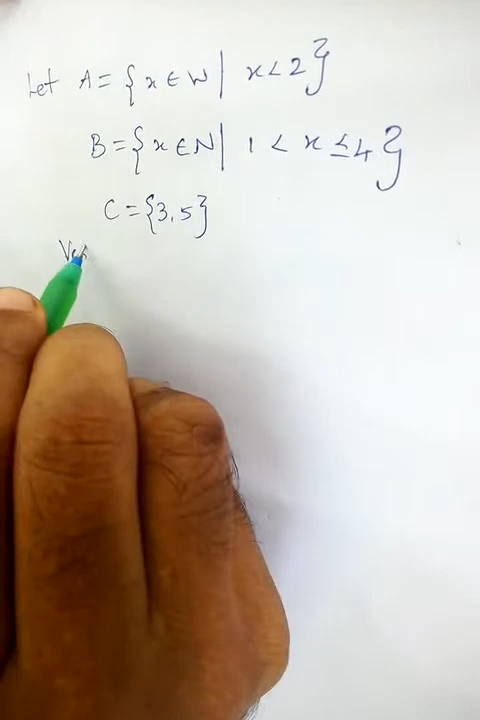 Let A = {x ∈ W | x < 2}
B = {x ∈ N | 1 < x ≤ 4}
C = {3, 5}